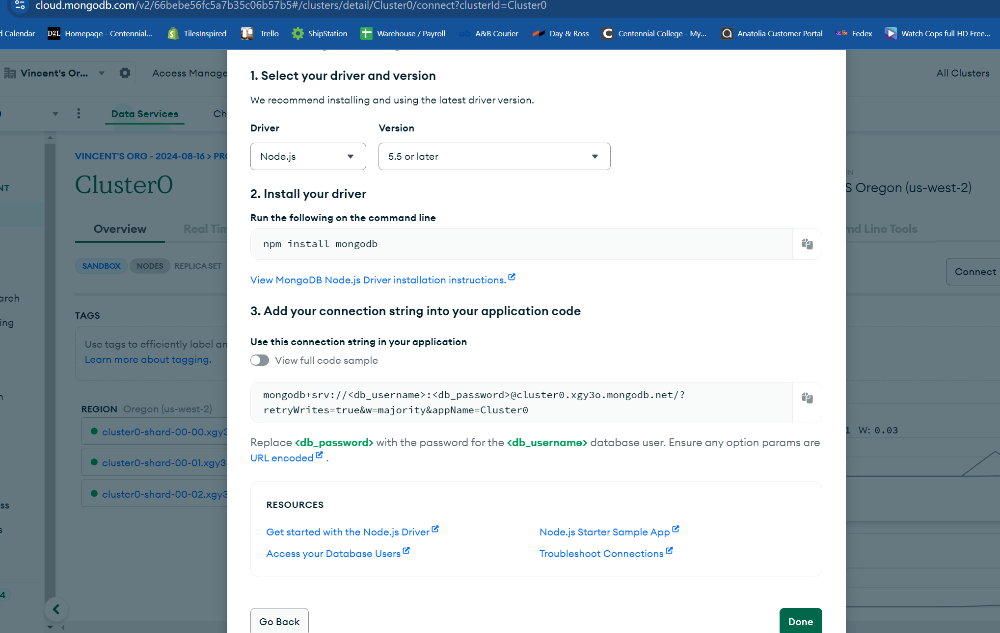 cloud.mongodb.com/v2/66bebe56fc5a7b35c06b57b5#/clusters/detail/Cluster0/connect?clusterId=Cluster0
d Calendar D2L Homepage - Centennial... TilesInspired Trello ShipStation Warehouse / Payroll A&B Courier Day & Ross Centennial College - My... Anatolia Customer Portal Fedex Watch Cops full HD Free...
Vincent's Or... Access Manage All Clusters
Data Services Ch
VINCENT'S ORG - 2024-08-16 > PRO
Cluster0
NT
Overview Real Tim
SANDBOX NODES REPLICA SET
arch
ing
TAGS
Use tags to efficiently label an
Learn more about tagging.
REGION Oregon (us-west-2)
cluster0-shard-00-00.xgy3
cluster0-shard-00-01.xgy3
cluster0-shard-00-02.xgy3
ss
s
4
1. Select your driver and version
We recommend installing and using the latest driver version.
Driver Version
Node.js 5.5 or later
2. Install your driver
Run the following on the command line
npm install mongodb
View MongoDB Node.js Driver installation instructions.
3. Add your connection string into your application code
Use this connection string in your application
View full code sample
mongodb+srv://<db_username>:<db_password>@cluster0.xgy3o.mongodb.net/?
retryWrites=true&w=majority&appName=Cluster0
Replace <db_password> with the password for the <db_username> database user. Ensure any option params are
URL encoded .
RESOURCES
Get started with the Node.js Driver Node.js Starter Sample App
Access your Database Users Troubleshoot Connections
Go Back Done
ON
S Oregon (us-west-2)
nd Line Tools
Connect
1 W: 0.03